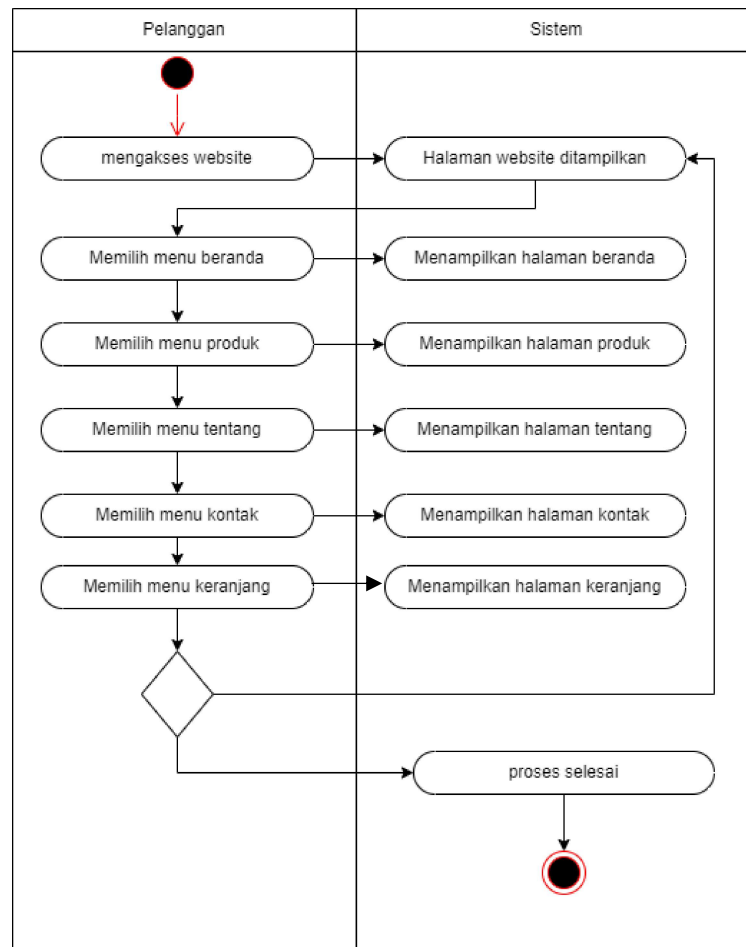 Pelanggan
Sistem
mengakses website
Halaman website ditampilkan
Memilih menu beranda
Menampilkan halaman beranda
Memilih menu produk
Menampilkan halaman produk
Memilih menu tentang
Menampilkan halaman tentang
Memilih menu kontak
Menampilkan halaman kontak
Memilih menu keranjang
Menampilkan halaman keranjang
proses selesai